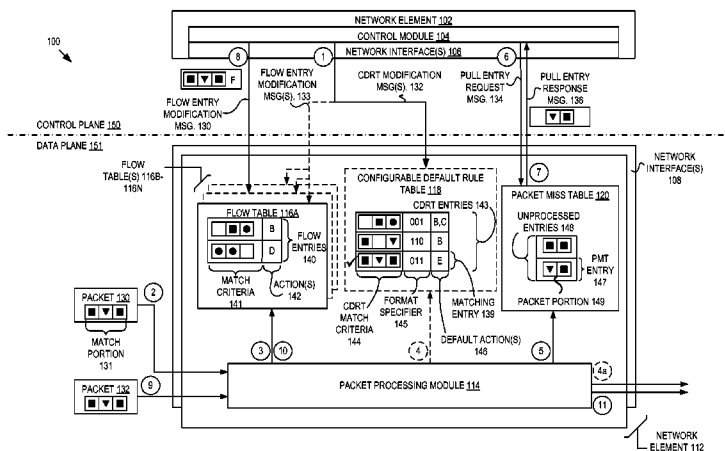 NETWORK ELEMENT 102
CONTROL MODULE 104
NETWORK INTERFACE(S) 106
100
8
1
6
F
FLOW ENTRY
MODIFICATION
MSG. 130
FLOW ENTRY
MODIFICATION
MSG(S). 133
CDRT MODIFICATION
MSG(S). 132
PULL ENTRY
REQUEST
MSG. 134
PULL ENTRY
RESPONSE
MSG. 136
CONTROL PLANE 150
DATA PLANE 151
7
FLOW
TABLE(S) 116B-
116N
NETWORK
INTERFACE(S)
108
CONFIGURABLE DEFAULT RULE
TABLE 118
CDRT ENTRIES 143
001 B,C
110 B
011 E
FLOW TABLE 116A
B
D
FLOW
ENTRIES
140
MATCH
CRITERIA
141
ACTION(S)
142
CDRT
MATCH
CRITERIA
144
FORMAT
SPECIFIER
145
MATCHING
ENTRY 139
DEFAULT ACTION(S)
146
PACKET MISS TABLE 120
UNPROCESSED
ENTRIES 148
PMT
ENTRY
147
PACKET PORTION 149
PACKET 130
2
MATCH
PORTION
131
3
10
4
5
PACKET 132
9
PACKET PROCESSING MODULE 114
4a
11
NETWORK
ELEMENT 112